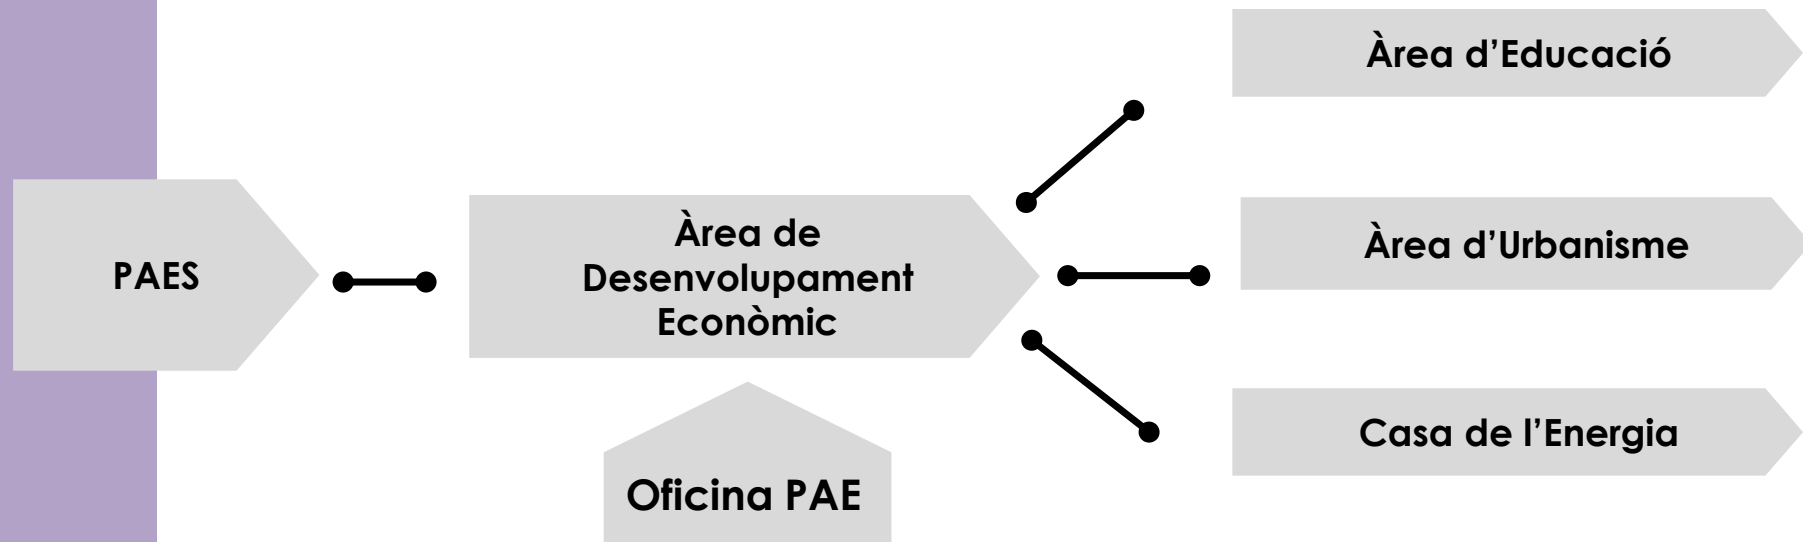 Àrea d’Educació
PAES
Àrea de
Desenvolupament
Econòmic
Àrea d’Urbanisme
Casa de l’Energia
Oficina PAE